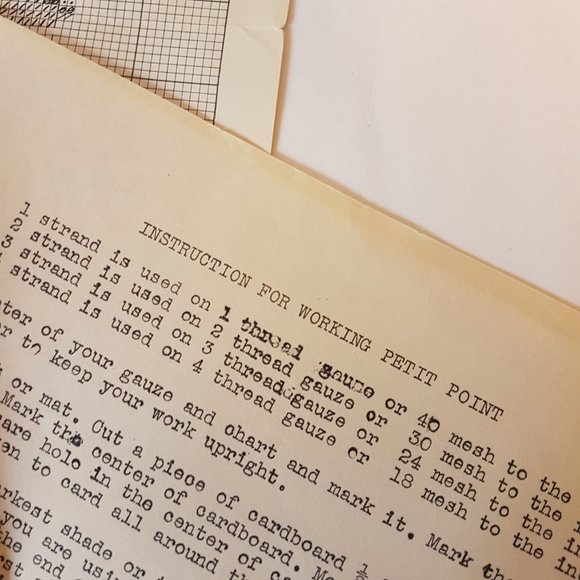 INSTRUCTION FOR WORKING PETIT POINT
1 strand is used on 1 thread gauze or 40 mesh to the
2 strand is used on 2 thread gauze or 30 mesh to the
3 strand is used on 3 thread gauze or 24 mesh to the
strand is used on 4 thread gauze or 18 mesh to the
of your gauze and chart and mark it. Mark
to keep your work upright.
or mat. Cut a piece of cardboard ½
Mark the center of cardboard.
hole in the center of
to card all around
shade or
you are
the end